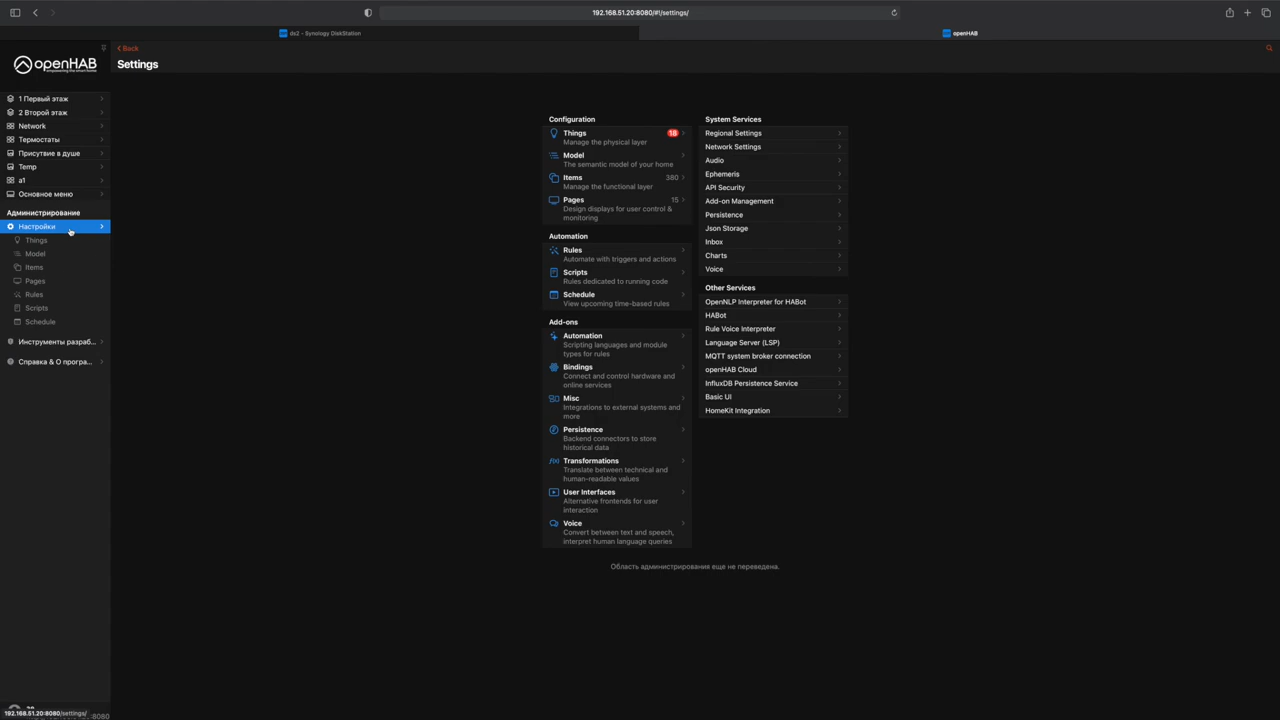 192.168.51.20:8080/#!/settings/
ds2 - Synology DiskStation
openHAB
openHAB
empowering the smart home
Back
Settings
1 Первый этаж
2 Второй этаж
Network
Термостаты
Присутвие в душе
Temp
a1
Основное меню
Администрирование
Настройки
Things
Model
Items
Pages
Rules
Scripts
Schedule
Инструменты разраб...
Справка & О програ...
Configuration
Things
18
Manage the physical layer
Model
The semantic model of your home
Items
380
Manage the functional layer
Pages
15
Design displays for user control &
monitoring
Automation
Rules
Automate with triggers and actions
Scripts
Rules dedicated to running code
Schedule
View upcoming time-based rules
Add-ons
Automation
Scripting languages and module
types for rules
Bindings
Connect and control hardware and
online services
Misc
Integrations to external systems and
more
Persistence
Backend connectors to store
historical data
Transformations
Translate between technical and
human-readable values
User Interfaces
Alternative frontends for user
interaction
Voice
Convert between text and speech,
interpret human language queries
System Services
Regional Settings
Network Settings
Audio
Ephemeris
API Security
Add-on Management
Persistence
Json Storage
Inbox
Charts
Voice
Other Services
OpenNLP Interpreter for HABot
HABot
Rule Voice Interpreter
Language Server (LSP)
MQTT system broker connection
openHAB Cloud
InfluxDB Persistence Service
Basic UI
HomeKit Integration
Область администрирования еще не переведена.
192.168.51.20:8080/settings/